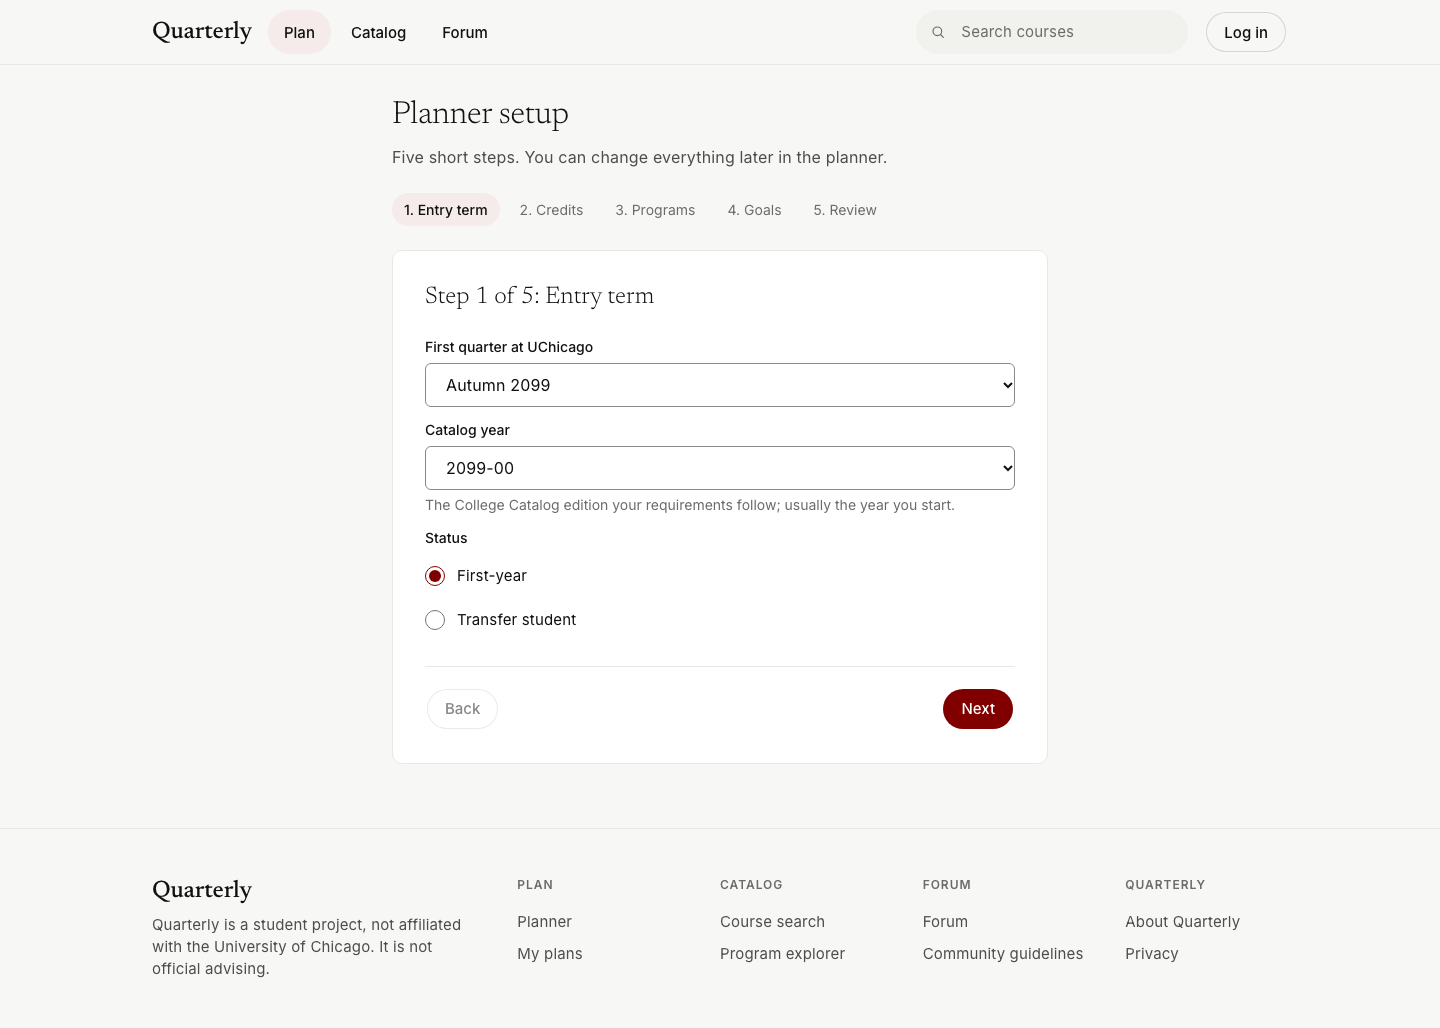 Quarterly
Plan
Catalog
Forum
Search courses
Log in
Planner setup
Five short steps. You can change everything later in the planner.
1. Entry term
2. Credits
3. Programs
4. Goals
5. Review
Step 1 of 5: Entry term
First quarter at UChicago
Autumn 2099
Catalog year
2099-00
The College Catalog edition your requirements follow; usually the year you start.
Status
First-year
Transfer student
Back
Next
Quarterly
Quarterly is a student project, not affiliated
with the University of Chicago. It is not
official advising.
PLAN
Planner
My plans
CATALOG
Course search
Program explorer
FORUM
Forum
Community guidelines
QUARTERLY
About Quarterly
Privacy